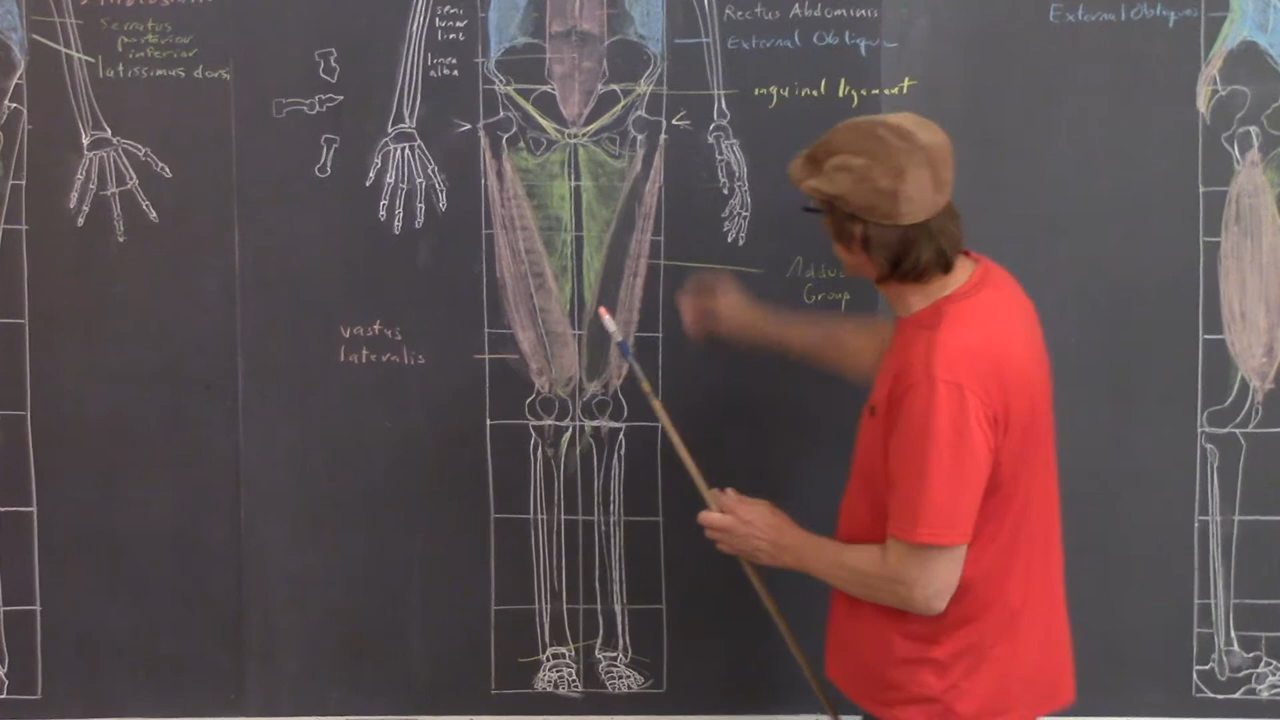 Serratus
posterior
inferior
latissimus dorsi
semi
lunar
line
linea
alba
Rectus Abdominis
External Oblique
inguinal ligament
Group
vastus
lateralis
External Obliques